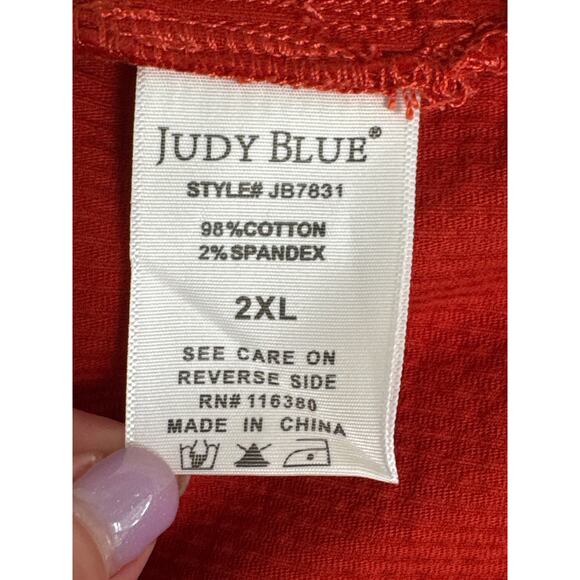 JUDY BLUE®
STYLE# JB7831
98%COTTON
2%SPANDEX
2XL
SEE CARE ON
REVERSE SIDE
RN# 116380
MADE IN CHINA